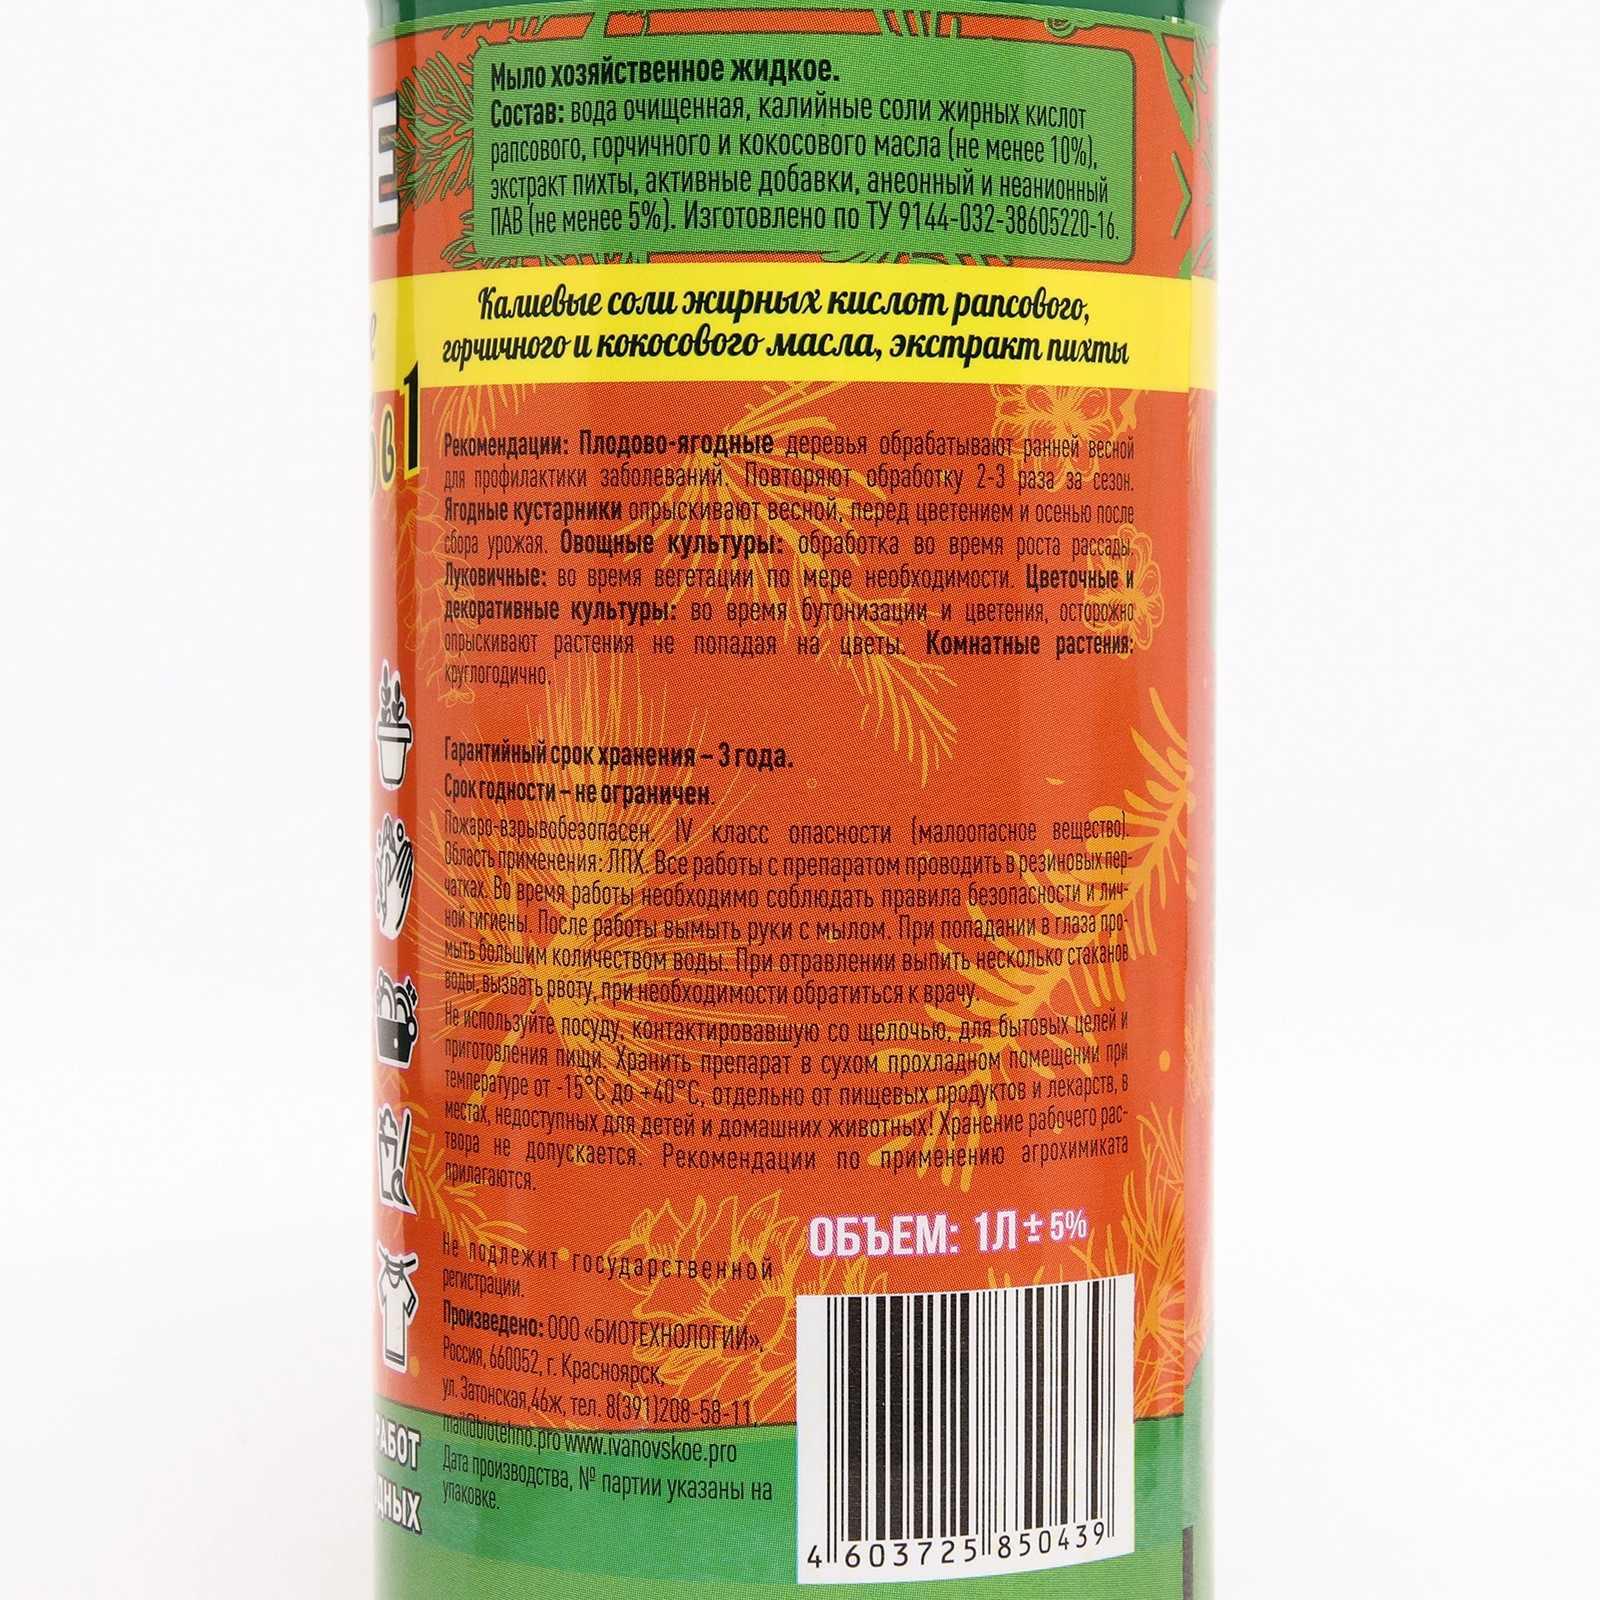 Мыло хозяйственное жидкое.
Состав: вода очищенная, калийные соли жирных кислот
рапсового, горчичного и кокосового масла (не менее 10%),
экстракт пихты, активные добавки, анеонный и неанионный
ПАВ (не менее 5%). Изготовлено по ТУ 9144-032-38605220-16.
Е
Калиевые соли жирных кислот рапсового,
горчичного и кокосового масла, экстракт пихты
в 1
Рекомендации: Плодово-ягодные деревья обрабатывают ранней весной
для профилактики заболеваний. Повторяют обработку 2-3 раза за сезон.
Ягодные кустарники опрыскивают весной, перед цветением и осенью после
сбора урожая. Овощные культуры: обработка во время роста рассады.
Луковичные: во время вегетации по мере необходимости. Цветочные и
декоративные культуры: во время бутонизации и цветения, осторожно
опрыскивают растения не попадая на цветы. Комнатные растения:
круглогодично.
Гарантийный срок хранения – 3 года.
Срок годности – не ограничен.
Пожаро-взрывобезопасен. IV класс опасности (малоопасное вещество).
Область применения: ЛПХ. Все работы с препаратом проводить в резиновых пер-
чатках. Во время работы необходимо соблюдать правила безопасности и лич-
ной гигиены. После работы вымыть руки с мылом. При попадании в глаза про-
мыть большим количеством воды. При отравлении выпить несколько стаканов
воды, вызвать рвоту, при необходимости обратиться к врачу.
Не используйте посуду, контактировавшую со щелочью, для бытовых целей и
приготовления пищи. Хранить препарат в сухом прохладном помещении при
температуре от -15°С до +40°С, отдельно от пищевых продуктов и лекарств, в
местах, недоступных для детей и домашних животных! Хранение рабочего рас-
твора не допускается. Рекомендации по применению агрохимиката
прилагаются.
ОБЪЕМ: 1Л ± 5%
Не подлежит государственной
регистрации.
Произведено: ООО «БИОТЕХНОЛОГИИ»,
Россия, 660052, г. Красноярск,
ул. Затонская,46ж, тел. 8(391)208-58-11,
mail@biotehno.pro www.ivanovskoe.pro
Дата производства, № партии указаны на
упаковке.
РАБОТ
ДНЫХ
4 603725 850439